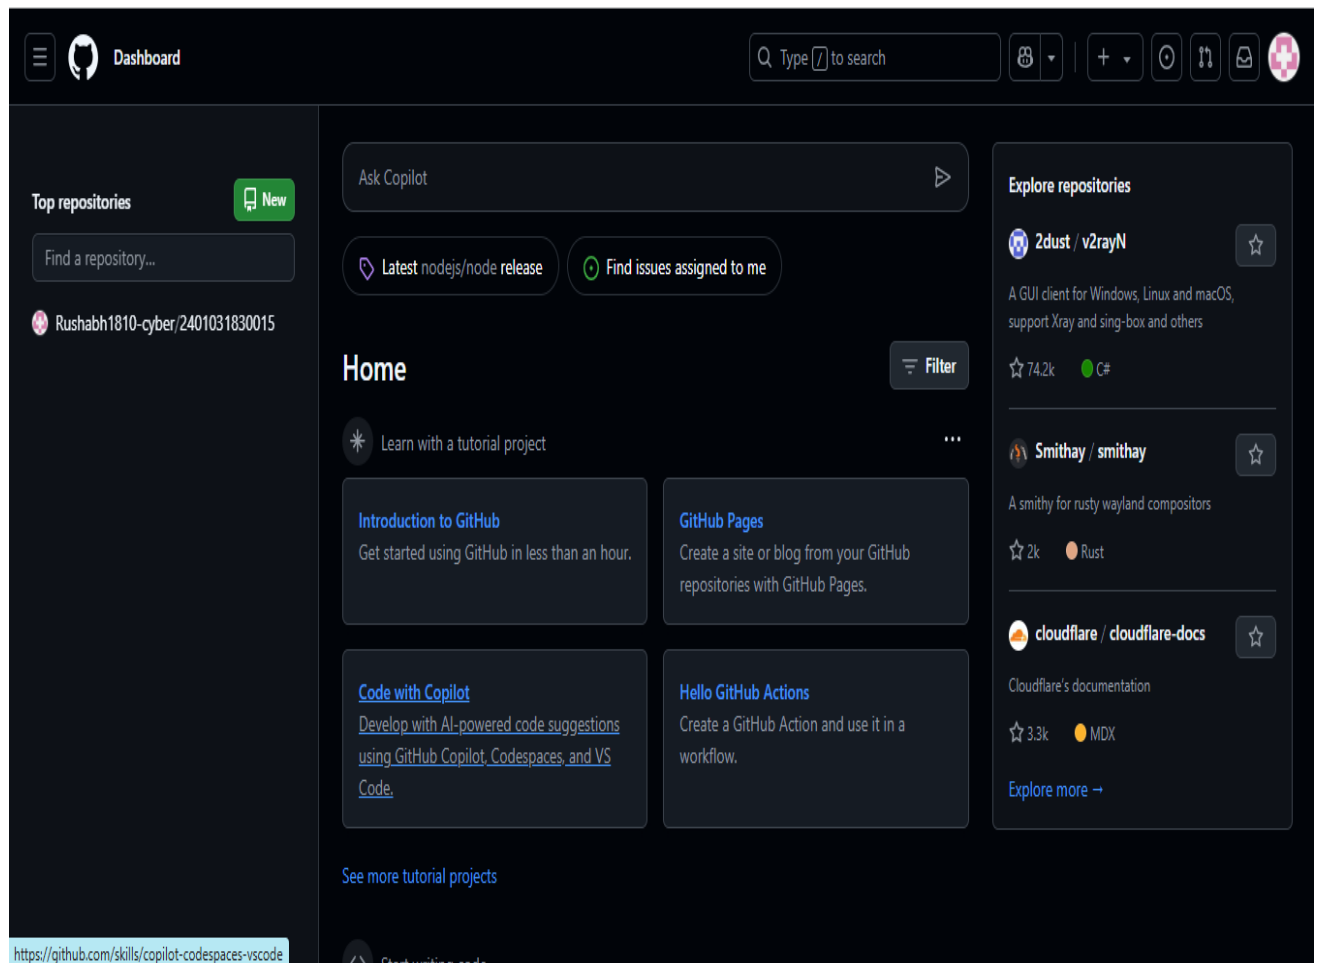 Dashboard
Type / to search
Top repositories
New
Find a repository...
Rushabh1810-cyber/2401031830015
Ask Copilot
Latest nodejs/node release
Find issues assigned to me
Home
Filter
Learn with a tutorial project
Introduction to GitHub
Get started using GitHub in less than an hour.
GitHub Pages
Create a site or blog from your GitHub
repositories with GitHub Pages.
Code with Copilot
Develop with AI-powered code suggestions
using GitHub Copilot, Codespaces, and VS
Code.
Hello GitHub Actions
Create a GitHub Action and use it in a
workflow.
See more tutorial projects
Start writing code
Explore repositories
2dust / v2rayN
A GUI client for Windows, Linux and macOS,
support Xray and sing-box and others
74.2k C#
Smithay / smithay
A smithy for rusty wayland compositors
2k Rust
cloudflare / cloudflare-docs
Cloudflare's documentation
3.3k MDX
Explore more →
https://github.com/skills/copilot-codespaces-vscode